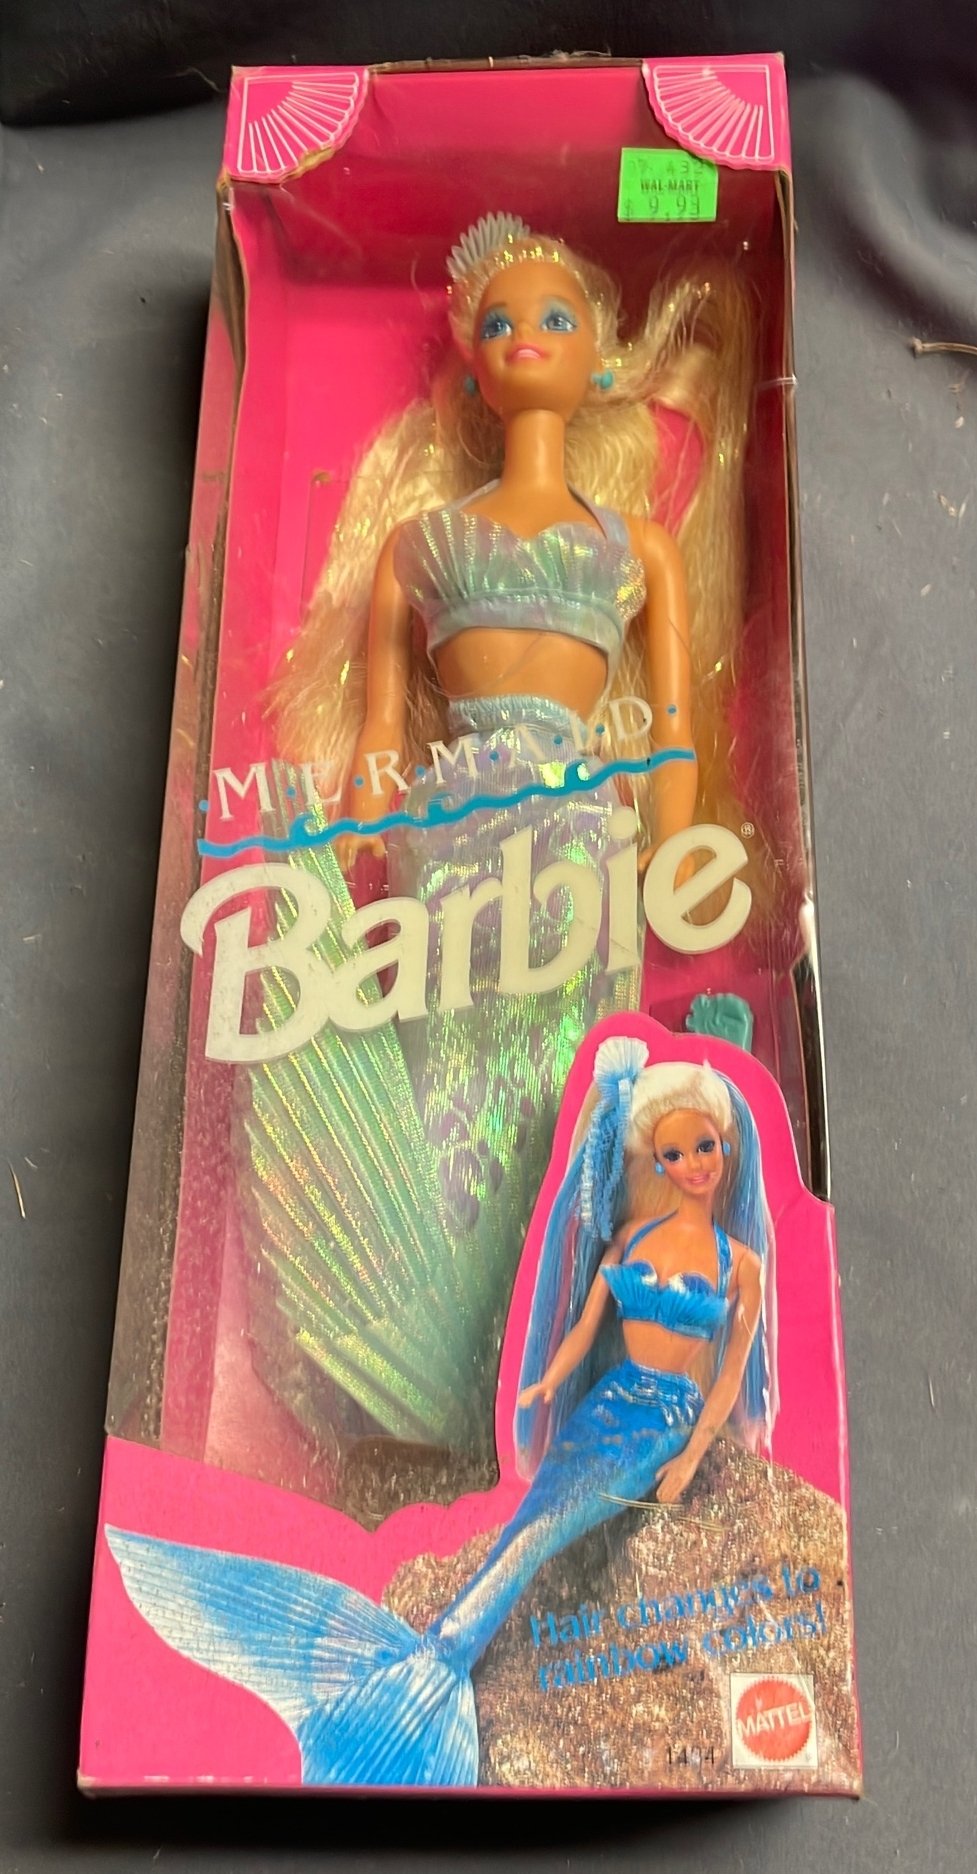 WAL-MART
$ 9.93
MERMAID
Barbie®
Hair changes to
rainbow colors!
MATTEL
1434